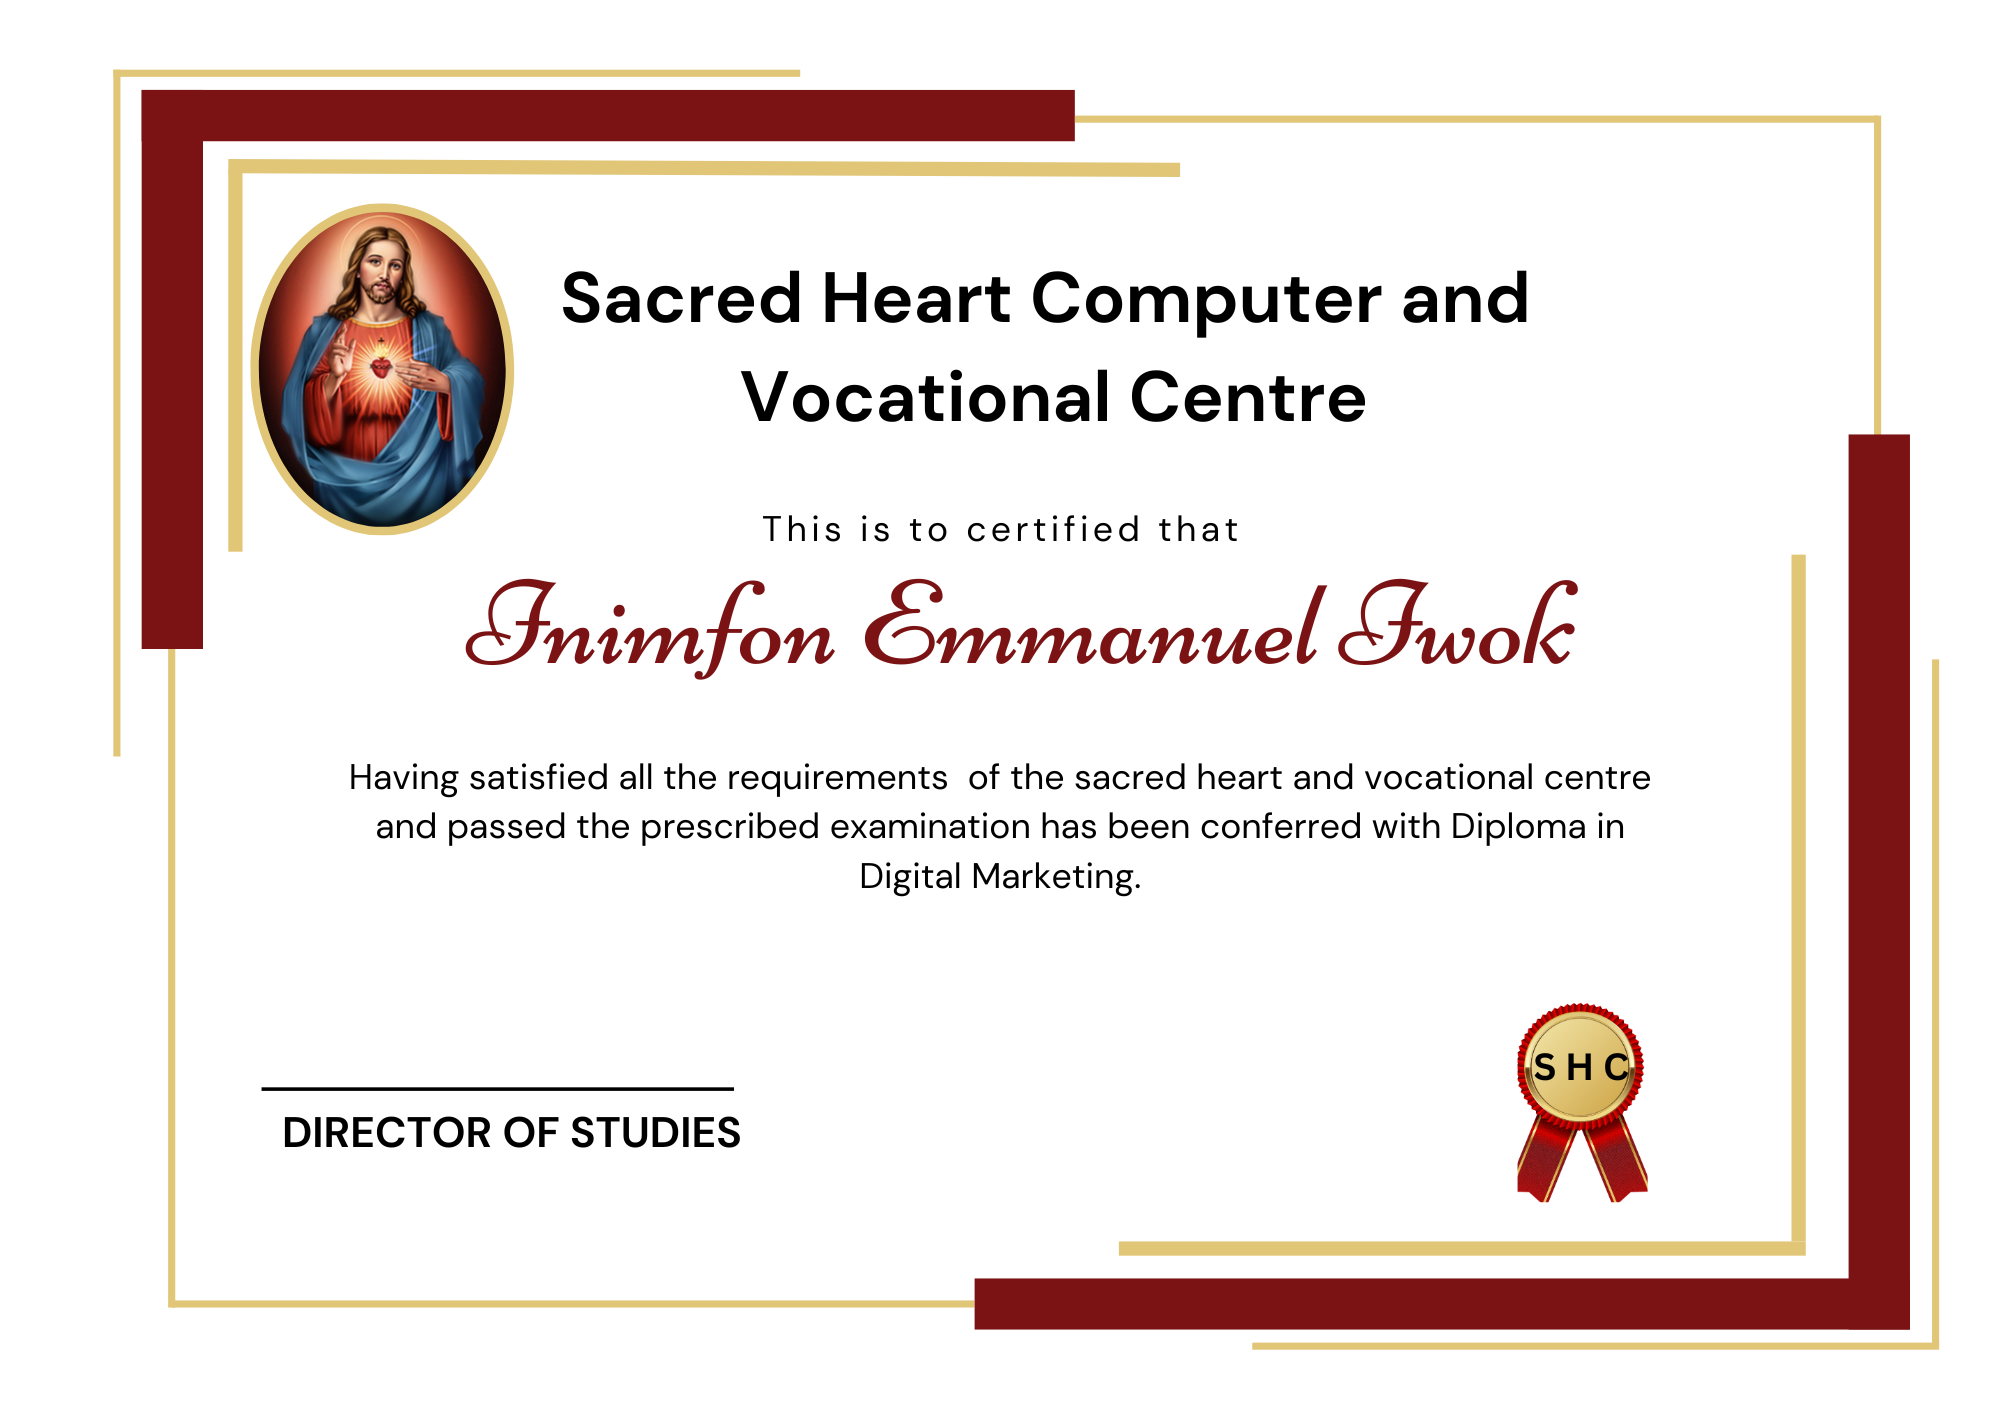 Sacred Heart Computer and
Vocational Centre
This is to certified that
Inimfon Emmanuel Iwok
Having satisfied all the requirements  of the sacred heart and vocational centre
and passed the prescribed examination has been conferred with Diploma in
Digital Marketing.
S H C
DIRECTOR OF STUDIES